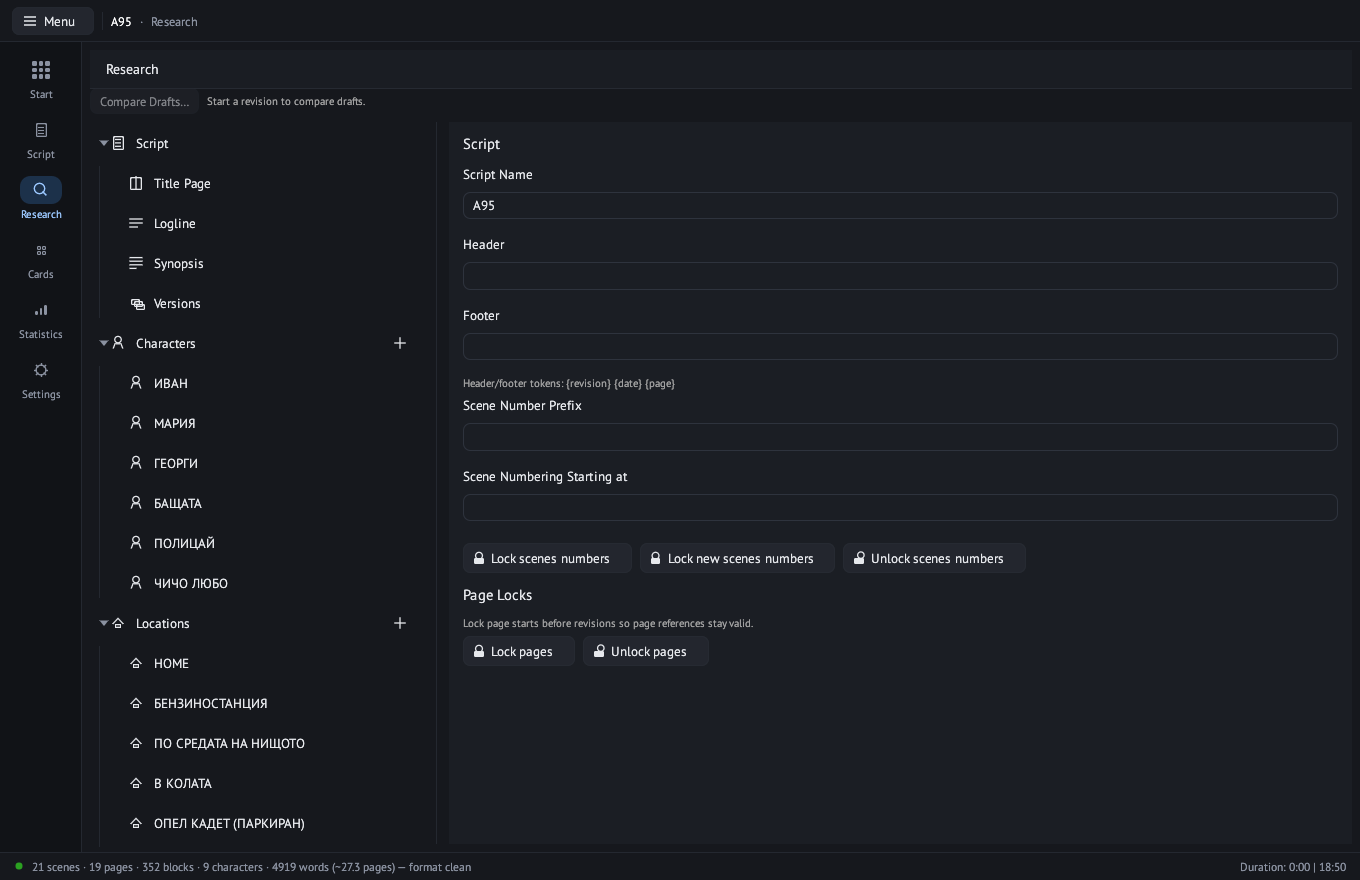 Menu
A95 · Research
Start
Script
Research
Cards
Statistics
Settings
Research
Compare Drafts...
Start a revision to compare drafts.
Script
Title Page
Logline
Synopsis
Versions
Characters
ИВАН
МАРИЯ
ГЕОРГИ
БАЩАТА
ПОЛИЦАЙ
ЧИЧО ЛЮБО
Locations
HOME
БЕНЗИНОСТАНЦИЯ
ПО СРЕДАТА НА НИЩОТО
В КОЛАТА
ОПЕЛ КАДЕТ (ПАРКИРАН)
Script
Script Name
A95
Header
Footer
Header/footer tokens: {revision} {date} {page}
Scene Number Prefix
Scene Numbering Starting at
Lock scenes numbers
Lock new scenes numbers
Unlock scenes numbers
Page Locks
Lock page starts before revisions so page references stay valid.
Lock pages
Unlock pages
21 scenes · 19 pages · 352 blocks · 9 characters · 4919 words (~27.3 pages) — format clean
Duration: 0:00 | 18:50